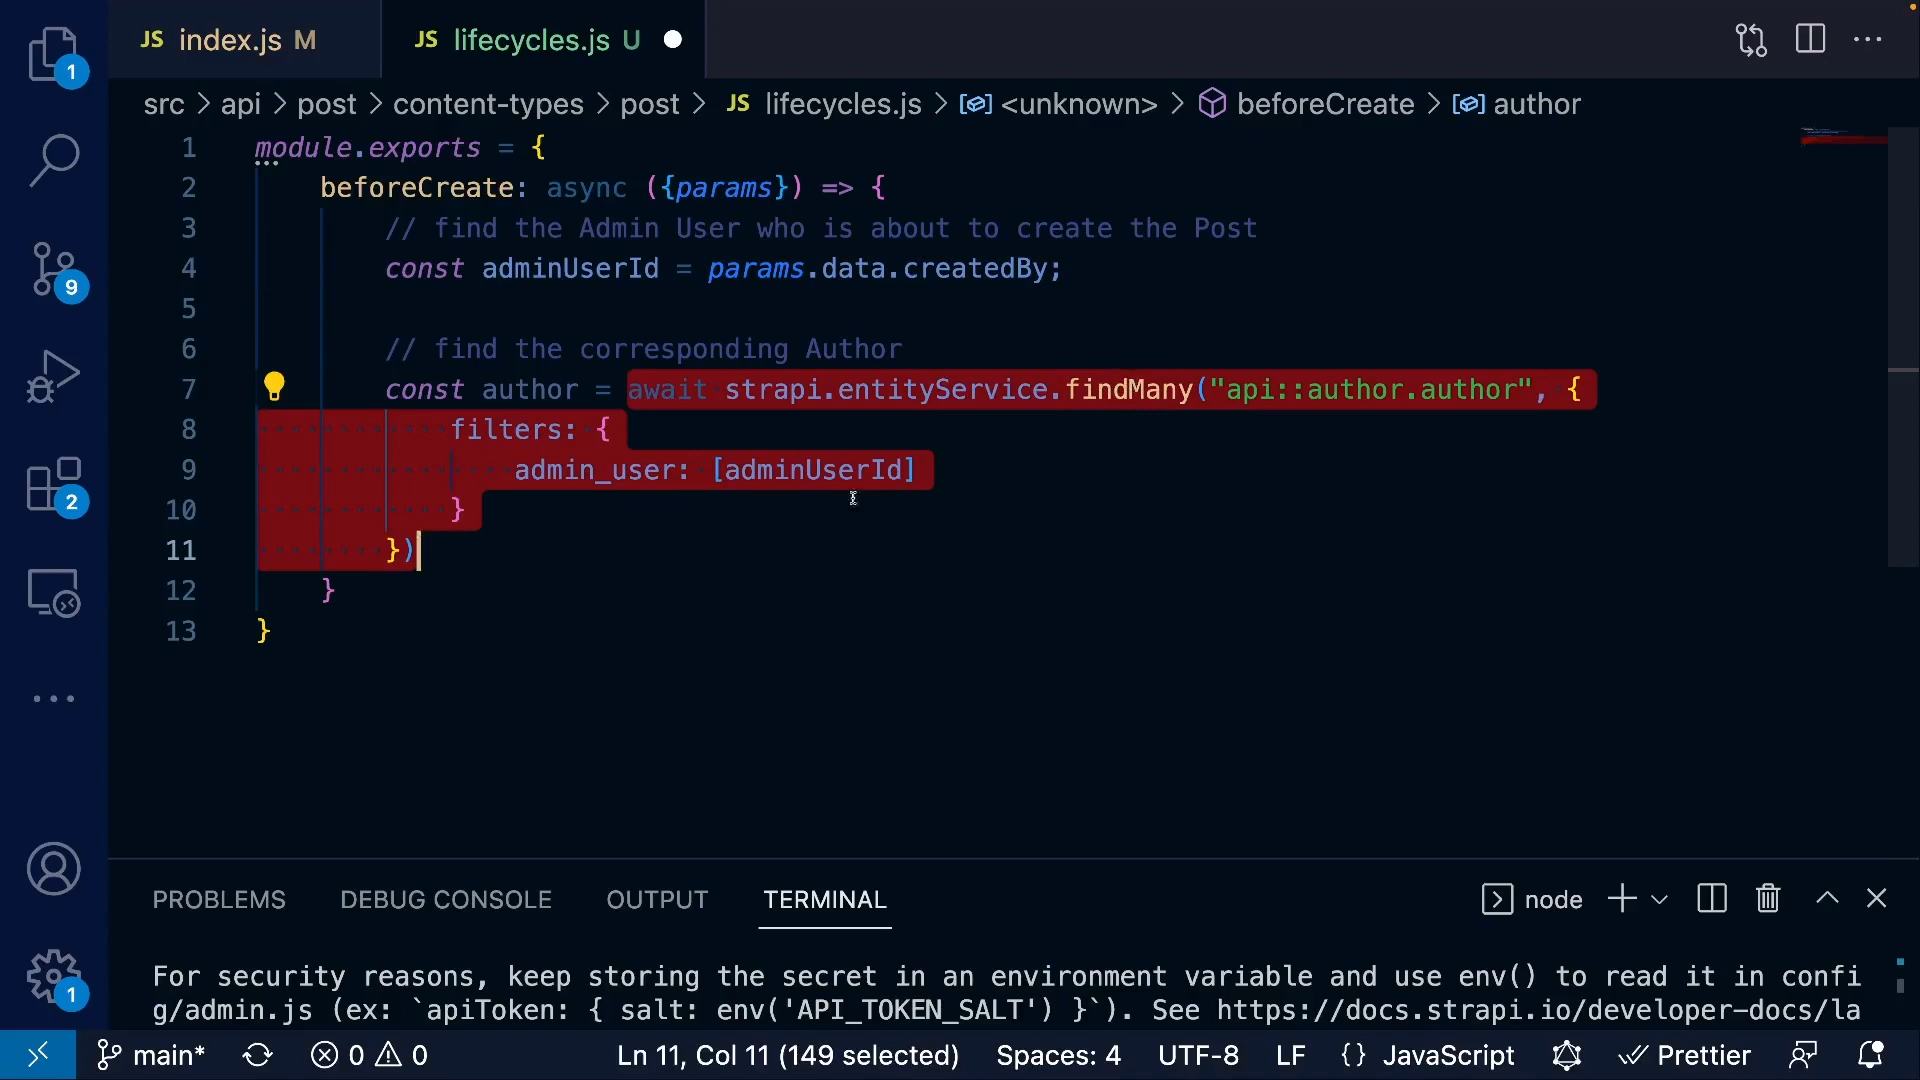 JS index.js M
JS lifecycles.js U
src > api > post > content-types > post > JS lifecycles.js > <unknown> > beforeCreate > author
1 module.exports = {
2 beforeCreate: async ({params}) => {
3 // find the Admin User who is about to create the Post
4 const adminUserId = params.data.createdBy;
5
6 // find the corresponding Author
7 const author = await strapi.entityService.findMany("api::author.author", {
8 filters: {
9 admin_user: [adminUserId]
10 }
11 })
12 }
13 }
1
9
2
1
PROBLEMS DEBUG CONSOLE OUTPUT TERMINAL node
For security reasons, keep storing the secret in an environment variable and use env() to read it in confi
g/admin.js (ex: `apiToken: { salt: env('API_TOKEN_SALT') }`). See https://docs.strapi.io/developer-docs/la
main* 0 0 Ln 11, Col 11 (149 selected) Spaces: 4 UTF-8 LF {} JavaScript Prettier